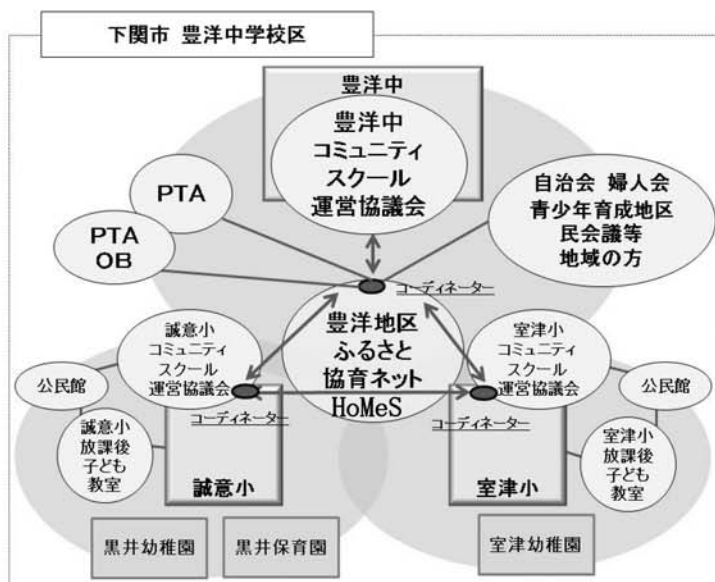 下関市 豊洋中学校区
豊洋中
豊洋中
コミュニティ
スクール
運営協議会
PTA
PTA
OB
自治会 婦人会
青少年育成地区
民会議等
地域の方
コーディネーター
豊洋地区
ふるさと
協育ネット
HoMeS
誠意小
コミュニティ
スクール
運営協議会
公民館
コーディネーター
誠意小
放課後
子ども
教室
誠意小
室津小
コミュニティ
スクール
運営協議会
公民館
コーディネーター
室津小
放課後
子ども
教室
室津小
黒井幼稚園
黒井保育園
室津幼稚園